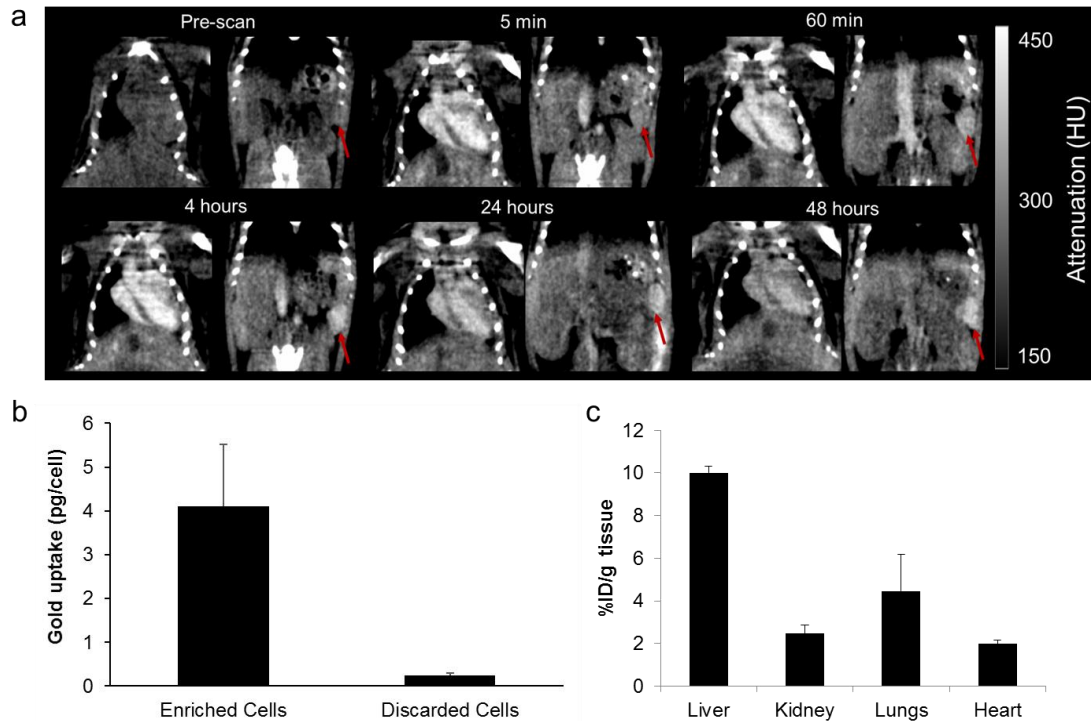 a
Pre-scan 5 min 60 min
4 hours 24 hours 48 hours
450
300
150
Attenuation (HU)
b
Gold uptake (pg/cell)
6
5
4
3
2
1
0
Enriched Cells Discarded Cells
c
%ID/g tissue
12
10
8
6
4
2
0
Liver Kidney Lungs Heart